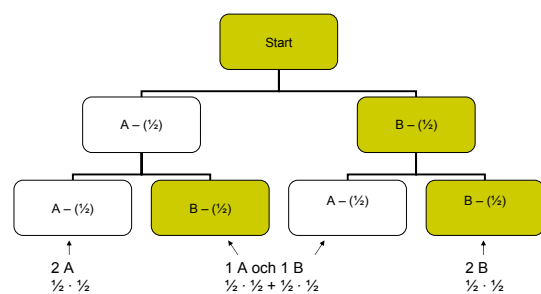 Start
A – (½)
B – (½)
A – (½)
B – (½)
A – (½)
B – (½)
2 A
½ · ½
1 A och 1 B
½ · ½ + ½ · ½
2 B
½ · ½